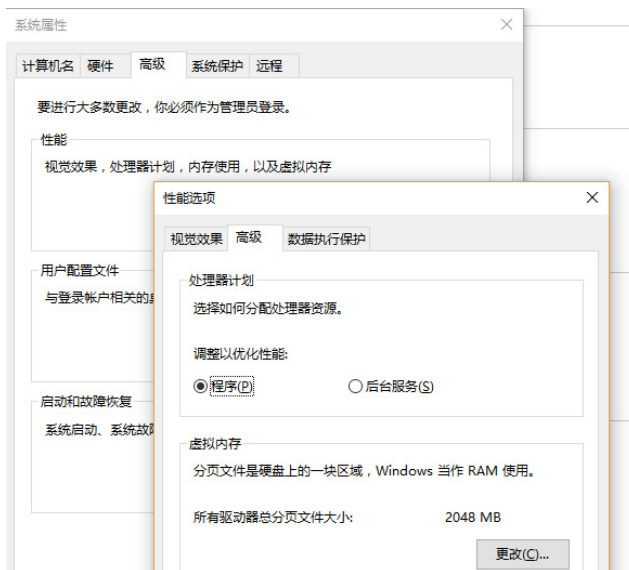 系统属性
计算机名 硬件 高级 系统保护 远程
要进行大多数更改，你必须作为管理员登录。
性能
视觉效果，处理器计划，内存使用，以及虚拟内存
性能选项
视觉效果 高级 数据执行保护
用户配置文件
与登录帐户相关的
处理器计划
选择如何分配处理器资源。
调整以优化性能:
程序(P) 后台服务(S)
启动和故障恢复
系统启动、系统故
虚拟内存
分页文件是硬盘上的一块区域，Windows 当作 RAM 使用。
所有驱动器总分页文件大小: 2048 MB
更改(C)...